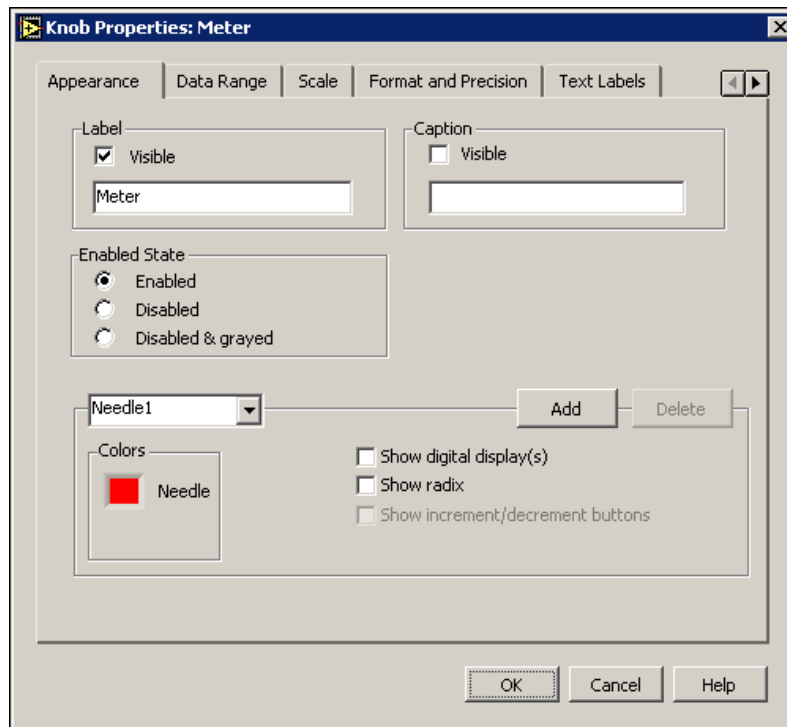 Knob Properties: Meter
Appearance Data Range Scale Format and Precision Text Labels
Label Caption
Visible Visible
Meter
Enabled State
Enabled
Disabled
Disabled & grayed
Needle1 Add Delete
Colors
Needle
Show digital display(s)
Show radix
Show increment/decrement buttons
OK Cancel Help